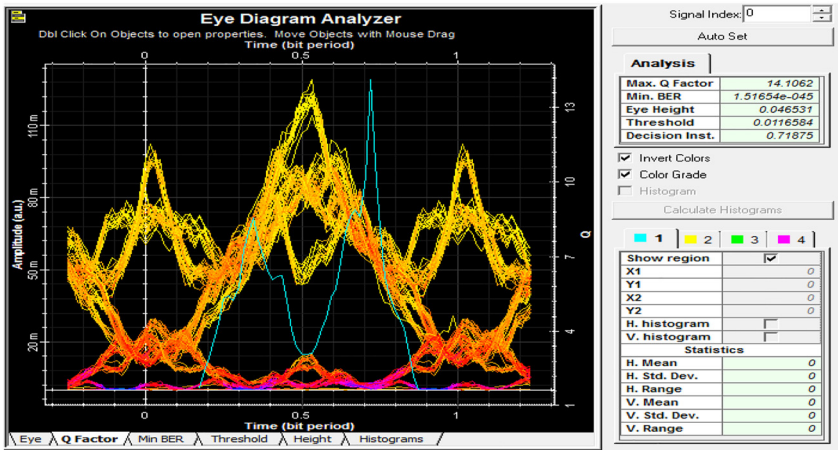 Eye Diagram Analyzer
Dbl Click On Objects to open properties. Move Objects with Mouse Drag
Time (bit period)
0 0.5 1
Amplitude (a.u.)
110 m
80 m
50 m
20 m
Q
13
10
7
4
1
0 0.5 1
Time (bit period)
Eye Q Factor Min BER Threshold Height Histograms
Signal Index: 0
Auto Set
Analysis
Max. Q Factor 14.1062
Min. BER 1.51654e-045
Eye Height 0.046531
Threshold 0.0116584
Decision Inst. 0.71875
Invert Colors
Color Grade
Histogram
Calculate Histograms
1 2 3 4
Show region
X1 0
Y1 0
X2 0
Y2 0
H. histogram
V. histogram
Statistics
H. Mean 0
H. Std. Dev. 0
H. Range 0
V. Mean 0
V. Std. Dev. 0
V. Range 0